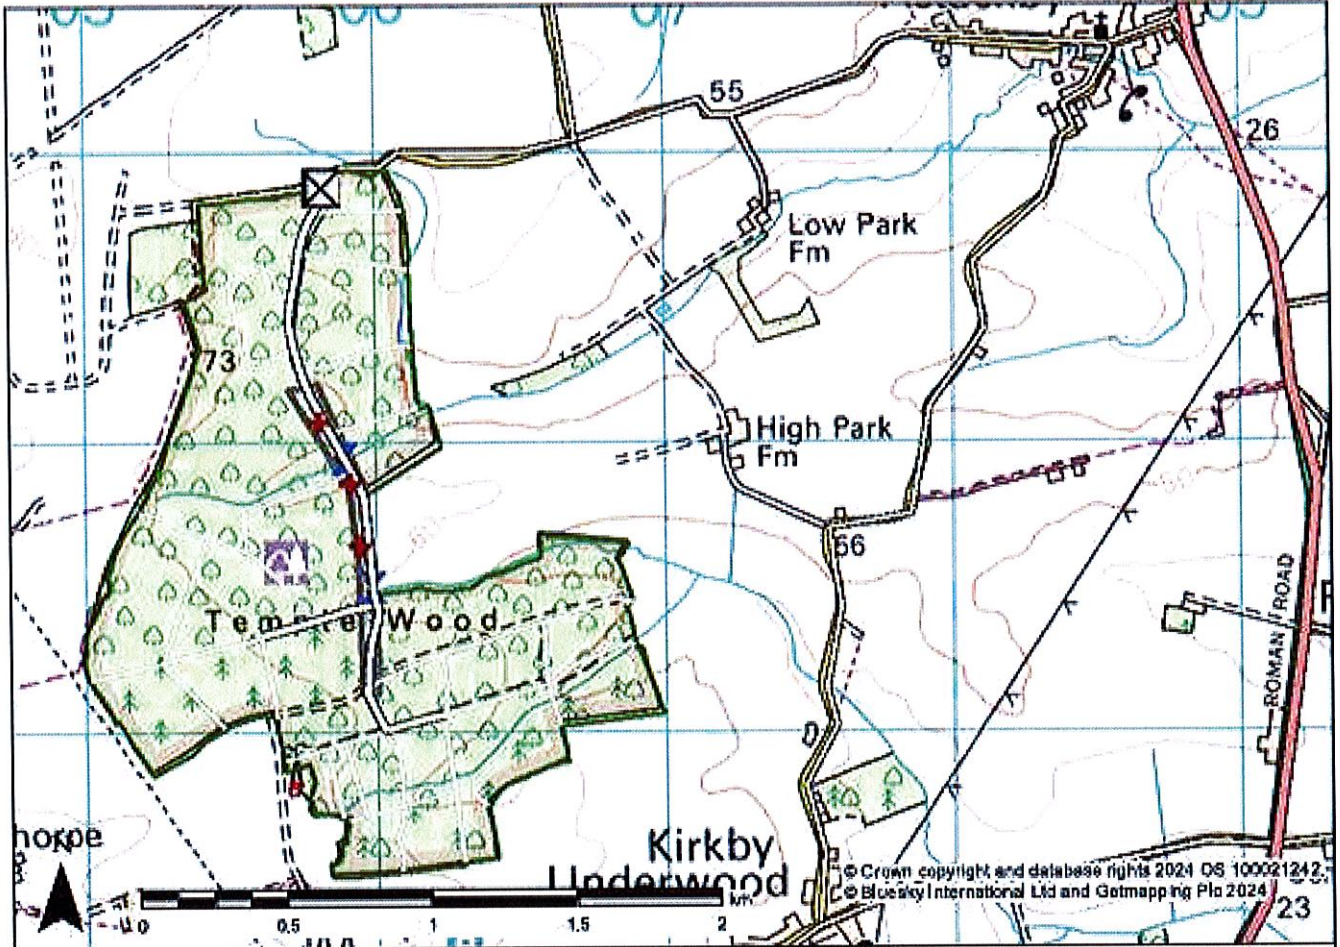 55
26
Low Park
Fm
73
High Park
Fm
56
Temple Wood
ROMAN ROAD
Kirkby
Underwood
© Crown copyright and database rights 2024 OS 100021242.
© Bluesky International Ltd and Getmapping Plc 2024
0 0.5 1 1.5 2 km
23